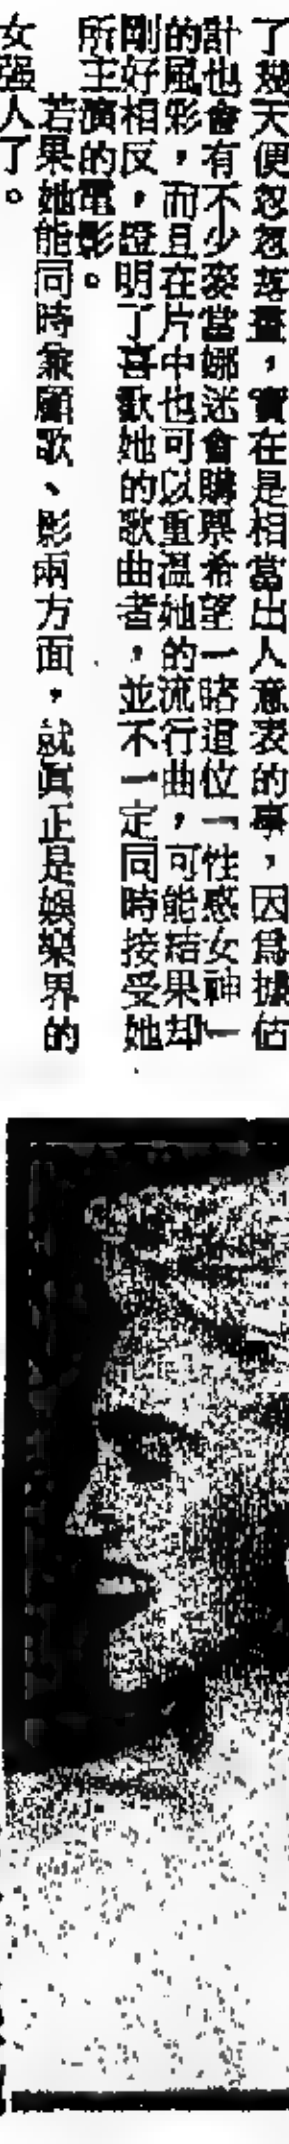 了幾天便忽忽落畫，實在是相當出人意表的事，因爲據估
計也會有不少麥當娜迷會購票希望一睹這位「性感女神」
的風彩，而且在片中也可以重溫她的流行曲，可能結果却
剛好相反，證明了喜歡她的歌曲者，並不一定同時接受她
所主演的電影。
若果她能同時兼顧歌、影兩方面，就真正是娛樂界的
女强人了。